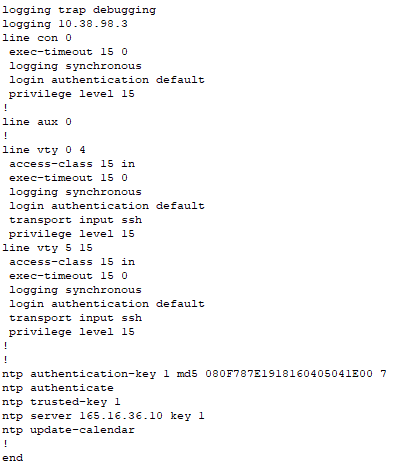 logging trap debugging
logging 10.38.98.3
line con 0
 exec-timeout 15 0
 logging synchronous
 login authentication default
 privilege level 15
!
line aux 0
!
line vty 0 4
 access-class 15 in
 exec-timeout 15 0
 logging synchronous
 login authentication default
 transport input ssh
 privilege level 15
line vty 5 15
 access-class 15 in
 exec-timeout 15 0
 logging synchronous
 login authentication default
 transport input ssh
 privilege level 15
!
!
ntp authentication-key 1 md5 080F787E1918160405041E00 7
ntp authenticate
ntp trusted-key 1
ntp server 165.16.36.10 key 1
ntp update-calendar
!
end